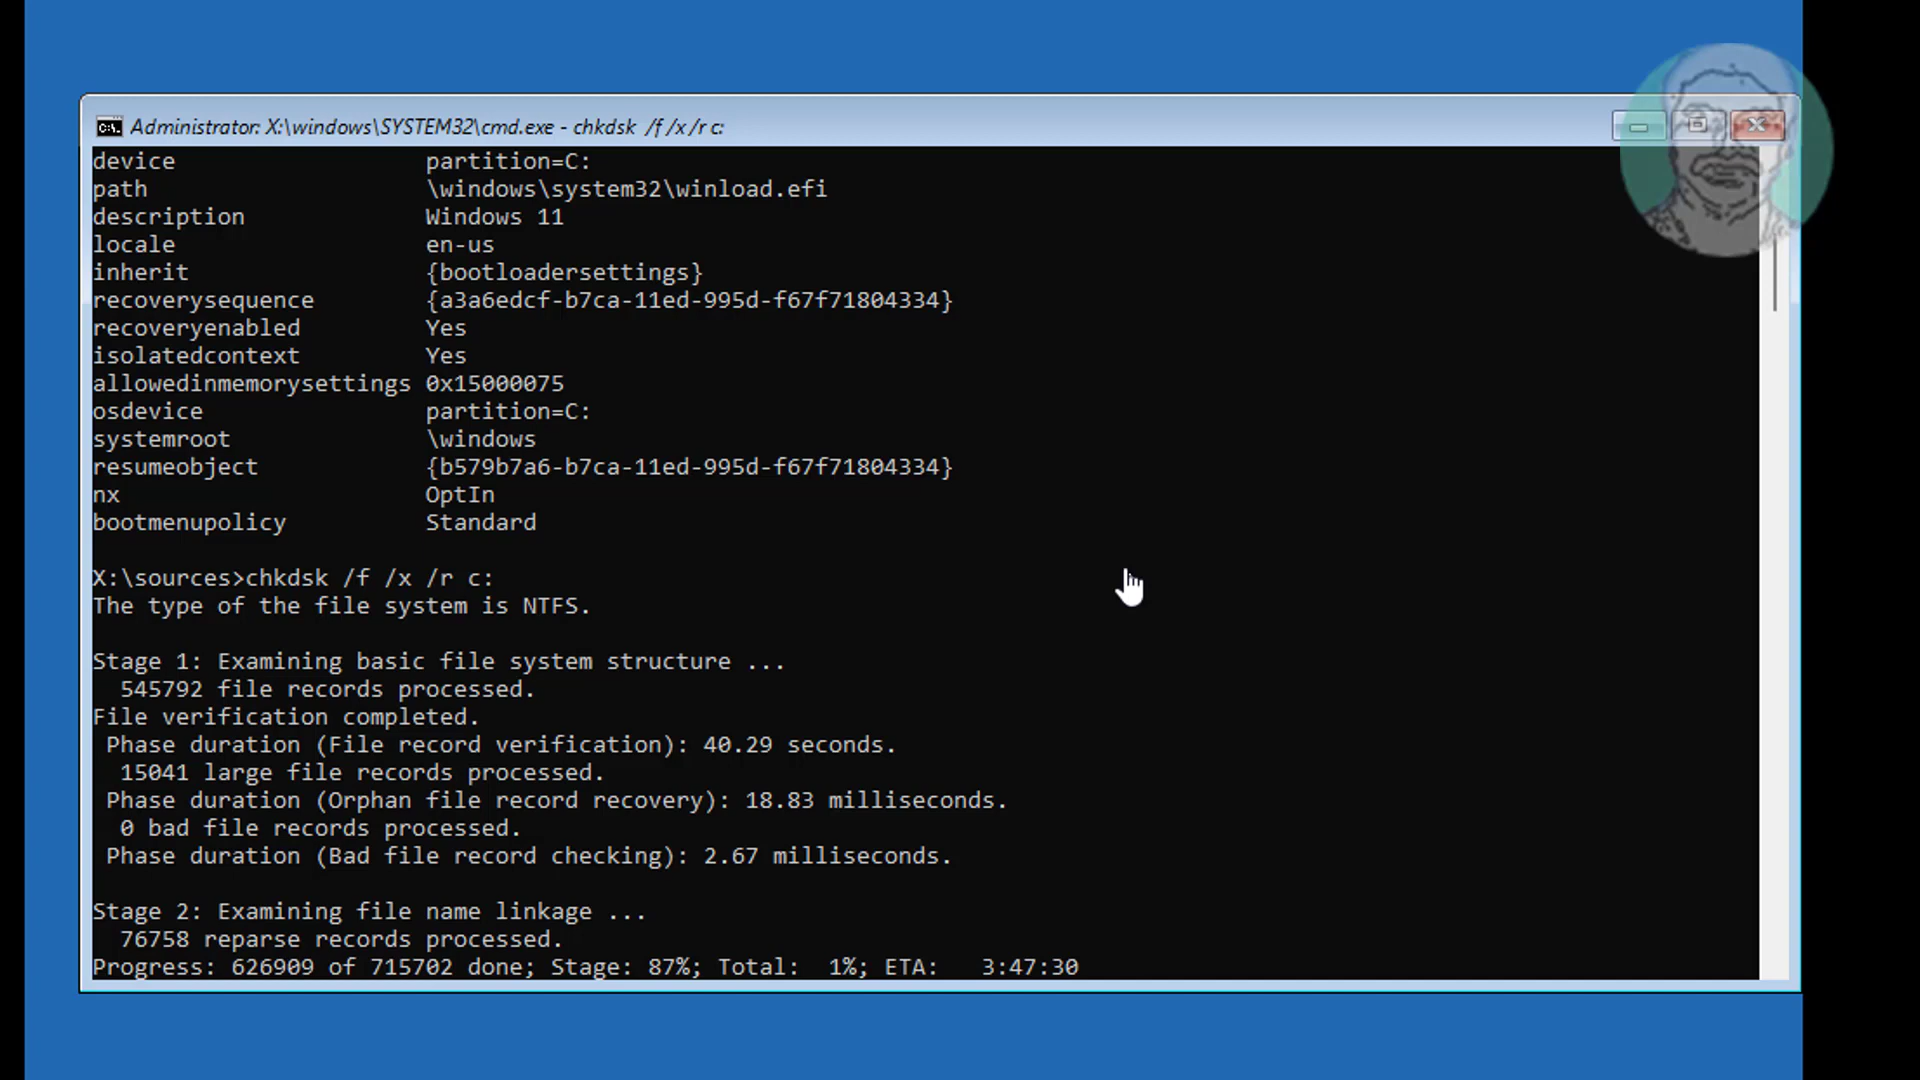 Administrator: X:\windows\SYSTEM32\cmd.exe - chkdsk /f /x /r c:
device                  partition=C:
path                    \windows\system32\winload.efi
description             Windows 11
locale                  en-us
inherit                 {bootloadersettings}
recoverysequence        {a3a6edcf-b7ca-11ed-995d-f67f71804334}
recoveryenabled         Yes
isolatedcontext         Yes
allowedinmemorysettings 0x15000075
osdevice                partition=C:
systemroot              \windows
resumeobject            {b579b7a6-b7ca-11ed-995d-f67f71804334}
nx                      OptIn
bootmenupolicy          Standard
X:\sources>chkdsk /f /x /r c:
The type of the file system is NTFS.
Stage 1: Examining basic file system structure ...
  545792 file records processed.
File verification completed.
 Phase duration (File record verification): 40.29 seconds.
  15041 large file records processed.
 Phase duration (Orphan file record recovery): 18.83 milliseconds.
  0 bad file records processed.
 Phase duration (Bad file record checking): 2.67 milliseconds.
Stage 2: Examining file name linkage ...
  76758 reparse records processed.
Progress: 626909 of 715702 done; Stage: 87%; Total:  1%; ETA:   3:47:30